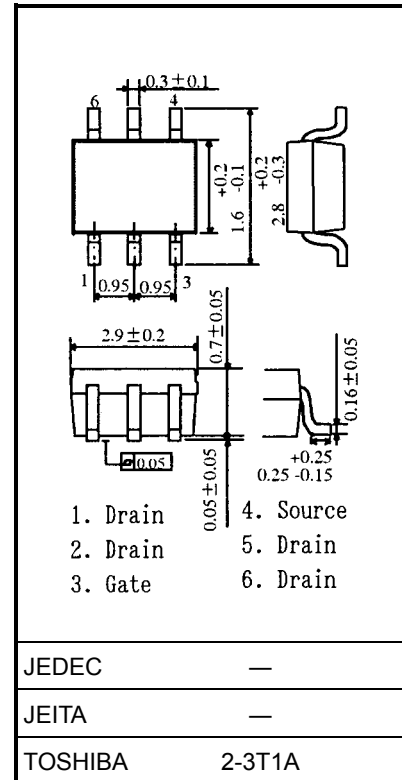 0.3±0.1
6 4
+0.2
1.6 -0.1
+0.2
2.8 -0.3
1 0.95 0.95 3
2.9±0.2
0.7±0.05
0.16±0.05
0.05
0.05±0.05
+0.25
0.25 -0.15
1. Drain
2. Drain
3. Gate
4. Source
5. Drain
6. Drain
JEDEC —
JEITA —
TOSHIBA 2-3T1A